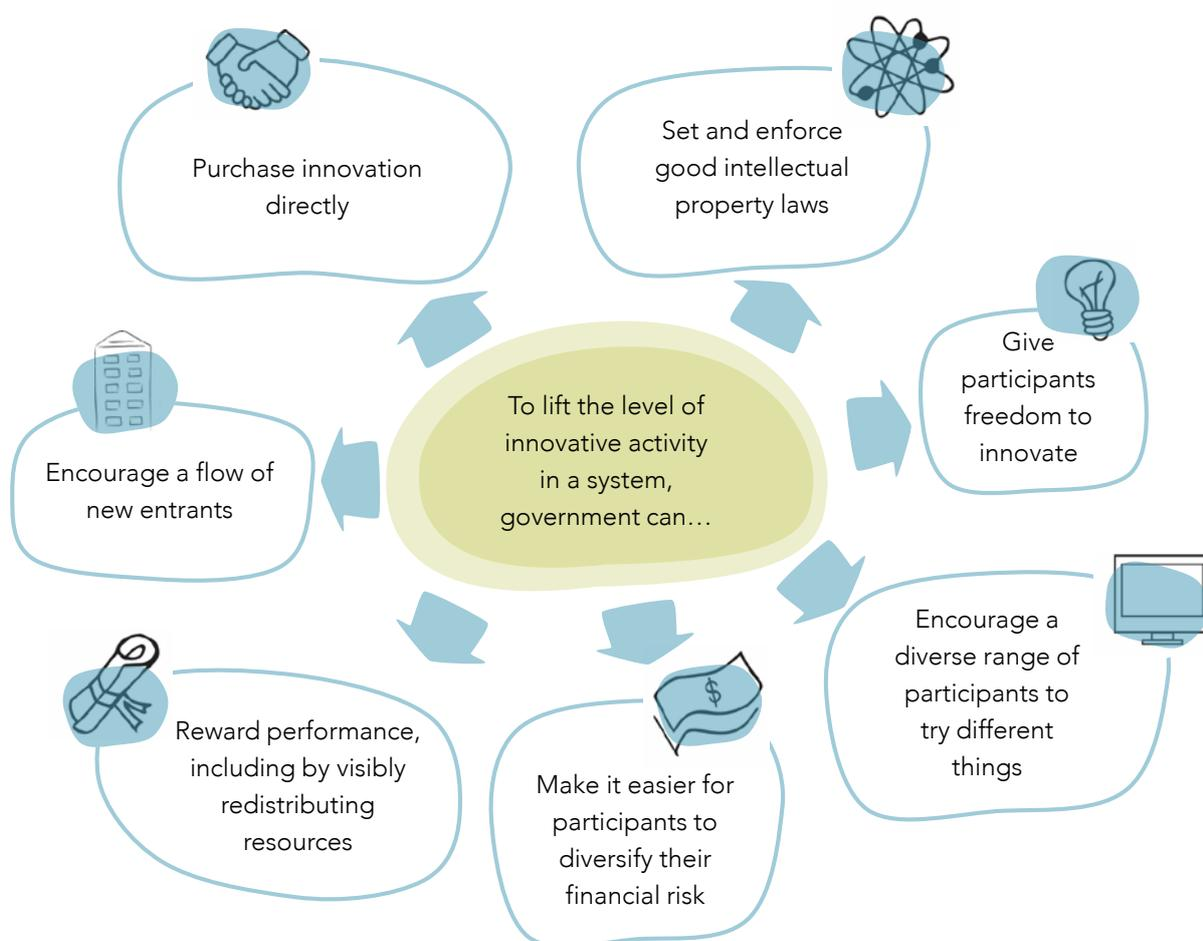 Purchase innovation
directly
Set and enforce
good intellectual
property laws
Give
participants
freedom to
innovate
To lift the level of
innovative activity
in a system,
government can…
Encourage a flow of
new entrants
Encourage a
diverse range of
participants to
try different
things
Reward performance,
including by visibly
redistributing
resources
$
Make it easier for
participants to
diversify their
financial risk